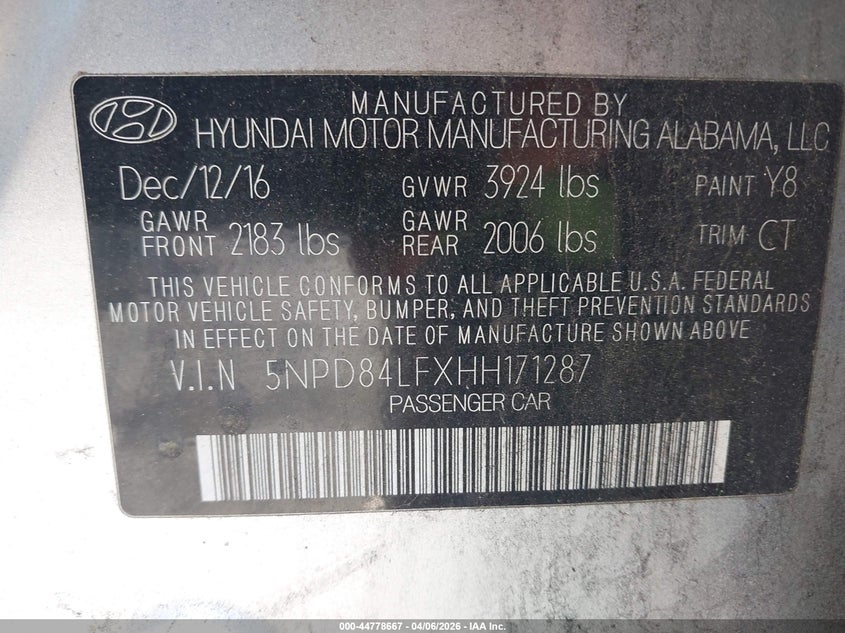 MANUFACTURED BY
HYUNDAI MOTOR MANUFACTURING ALABAMA, LLC
Dec/12/16 GVWR 3924 lbs PAINT Y8
GAWR FRONT 2183 lbs GAWR REAR 2006 lbs TRIM CT
THIS VEHICLE CONFORMS TO ALL APPLICABLE U.S.A. FEDERAL
MOTOR VEHICLE SAFETY, BUMPER, AND THEFT PREVENTION STANDARDS
IN EFFECT ON THE DATE OF MANUFACTURE SHOWN ABOVE
V.I.N 5NPD84LFXHH171287
PASSENGER CAR
000-44778667 - 04/06/2026 - IAA Inc.